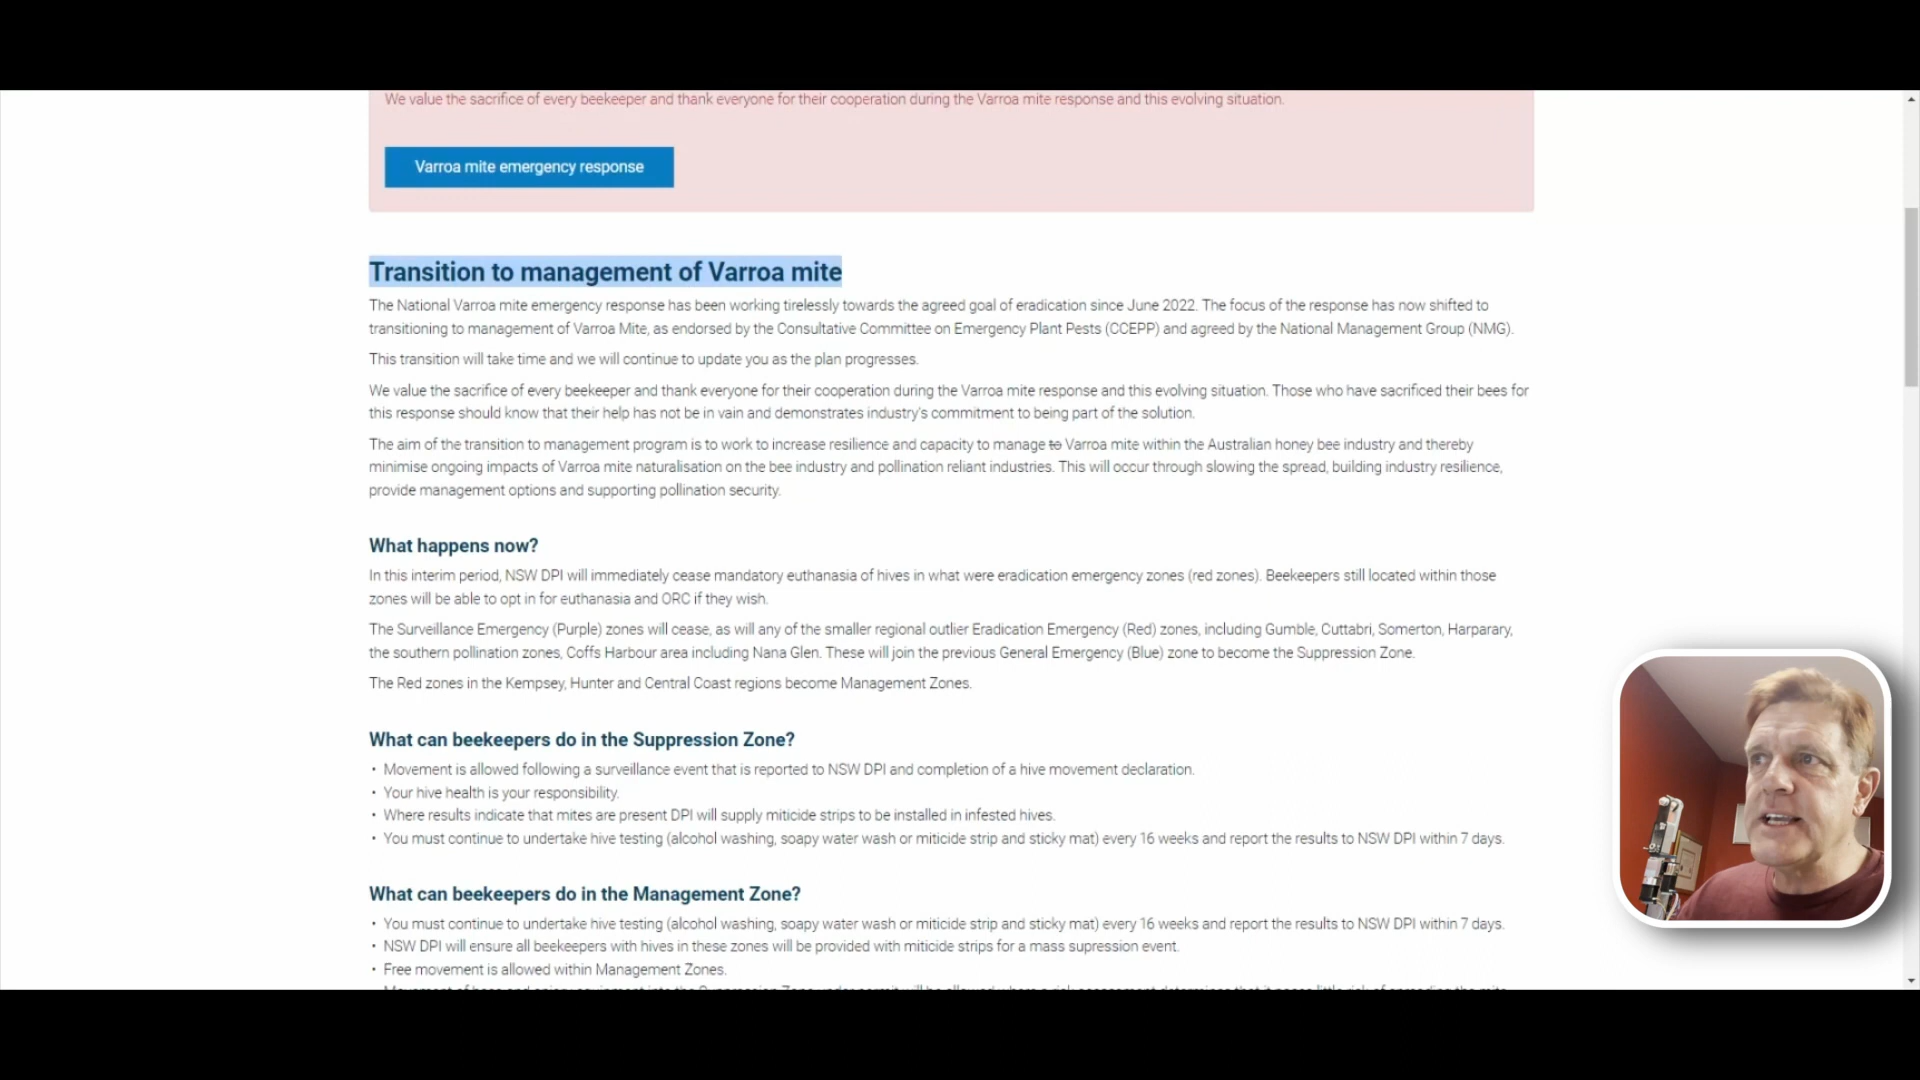 We value the sacrifice of every beekeeper and thank everyone for their cooperation during the Varroa mite response and this evolving situation.
Varroa mite emergency response
Transition to management of Varroa mite
The National Varroa mite emergency response has been working tirelessly towards the agreed goal of eradication since June 2022. The focus of the response has now shifted to
transitioning to management of Varroa Mite, as endorsed by the Consultative Committee on Emergency Plant Pests (CCEPP) and agreed by the National Management Group (NMG).
This transition will take time and we will continue to update you as the plan progresses.
We value the sacrifice of every beekeeper and thank everyone for their cooperation during the Varroa mite response and this evolving situation. Those who have sacrificed their bees for
this response should know that their help has not be in vain and demonstrates industry's commitment to being part of the solution.
The aim of the transition to management program is to work to increase resilience and capacity to manage to Varroa mite within the Australian honey bee industry and thereby
minimise ongoing impacts of Varroa mite naturalisation on the bee industry and pollination reliant industries. This will occur through slowing the spread, building industry resilience,
provide management options and supporting pollination security.
What happens now?
In this interim period, NSW DPI will immediately cease mandatory euthanasia of hives in what were eradication emergency zones (red zones). Beekeepers still located within those
zones will be able to opt in for euthanasia and ORC if they wish.
The Surveillance Emergency (Purple) zones will cease, as will any of the smaller regional outlier Eradication Emergency (Red) zones, including Gumble, Cuttabri, Somerton, Harparary,
the southern pollination zones, Coffs Harbour area including Nana Glen. These will join the previous General Emergency (Blue) zone to become the Suppression Zone.
The Red zones in the Kempsey, Hunter and Central Coast regions become Management Zones.
What can beekeepers do in the Suppression Zone?
• Movement is allowed following a surveillance event that is reported to NSW DPI and completion of a hive movement declaration.
• Your hive health is your responsibility.
• Where results indicate that mites are present DPI will supply miticide strips to be installed in infested hives.
• You must continue to undertake hive testing (alcohol washing, soapy water wash or miticide strip and sticky mat) every 16 weeks and report the results to NSW DPI within 7 days.
What can beekeepers do in the Management Zone?
• You must continue to undertake hive testing (alcohol washing, soapy water wash or miticide strip and sticky mat) every 16 weeks and report the results to NSW DPI within 7 days.
• NSW DPI will ensure all beekeepers with hives in these zones will be provided with miticide strips for a mass supression event.
• Free movement is allowed within Management Zones.